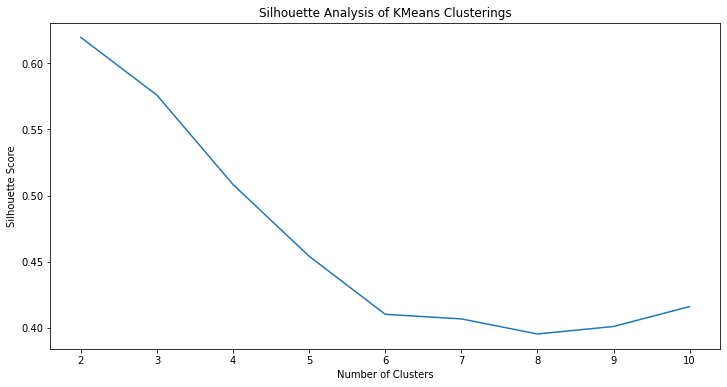 Silhouette Analysis of KMeans Clusterings
Silhouette Score
0.60
0.55
0.50
0.45
0.40
2 3 4 5 6 7 8 9 10
Number of Clusters